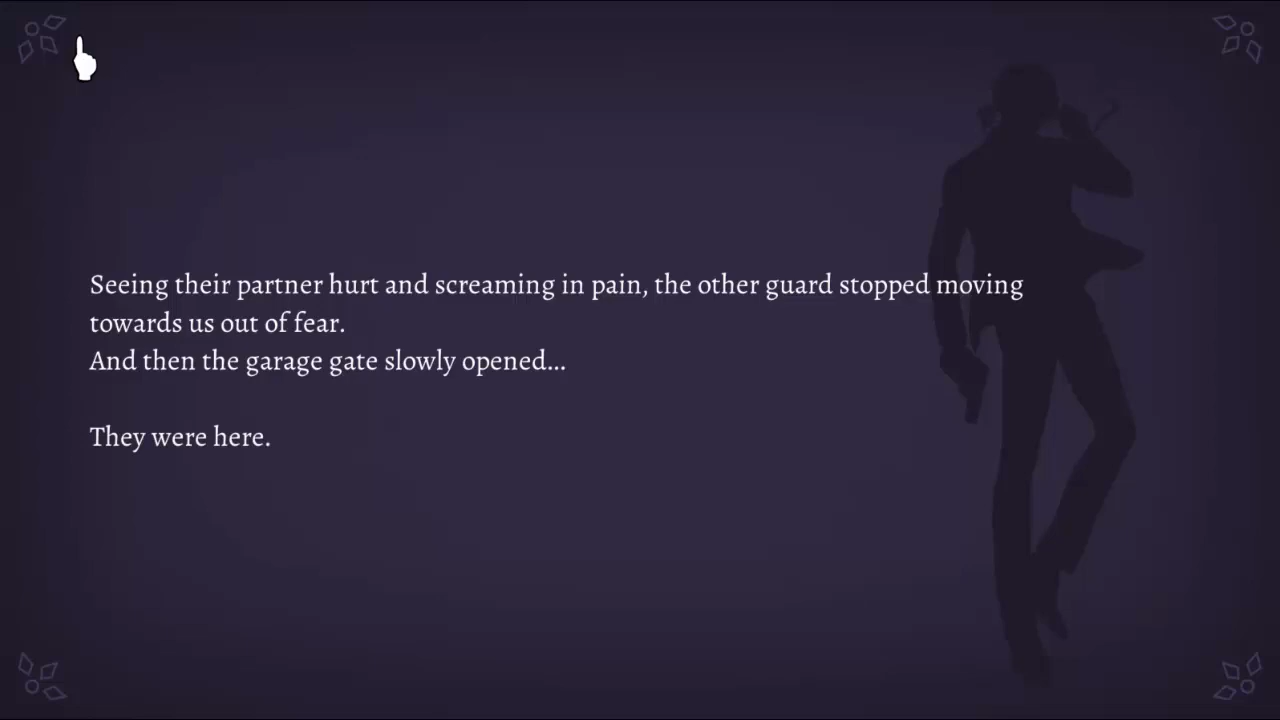 Seeing their partner hurt and screaming in pain, the other guard stopped moving
towards us out of fear.
And then the garage gate slowly opened...
They were here.